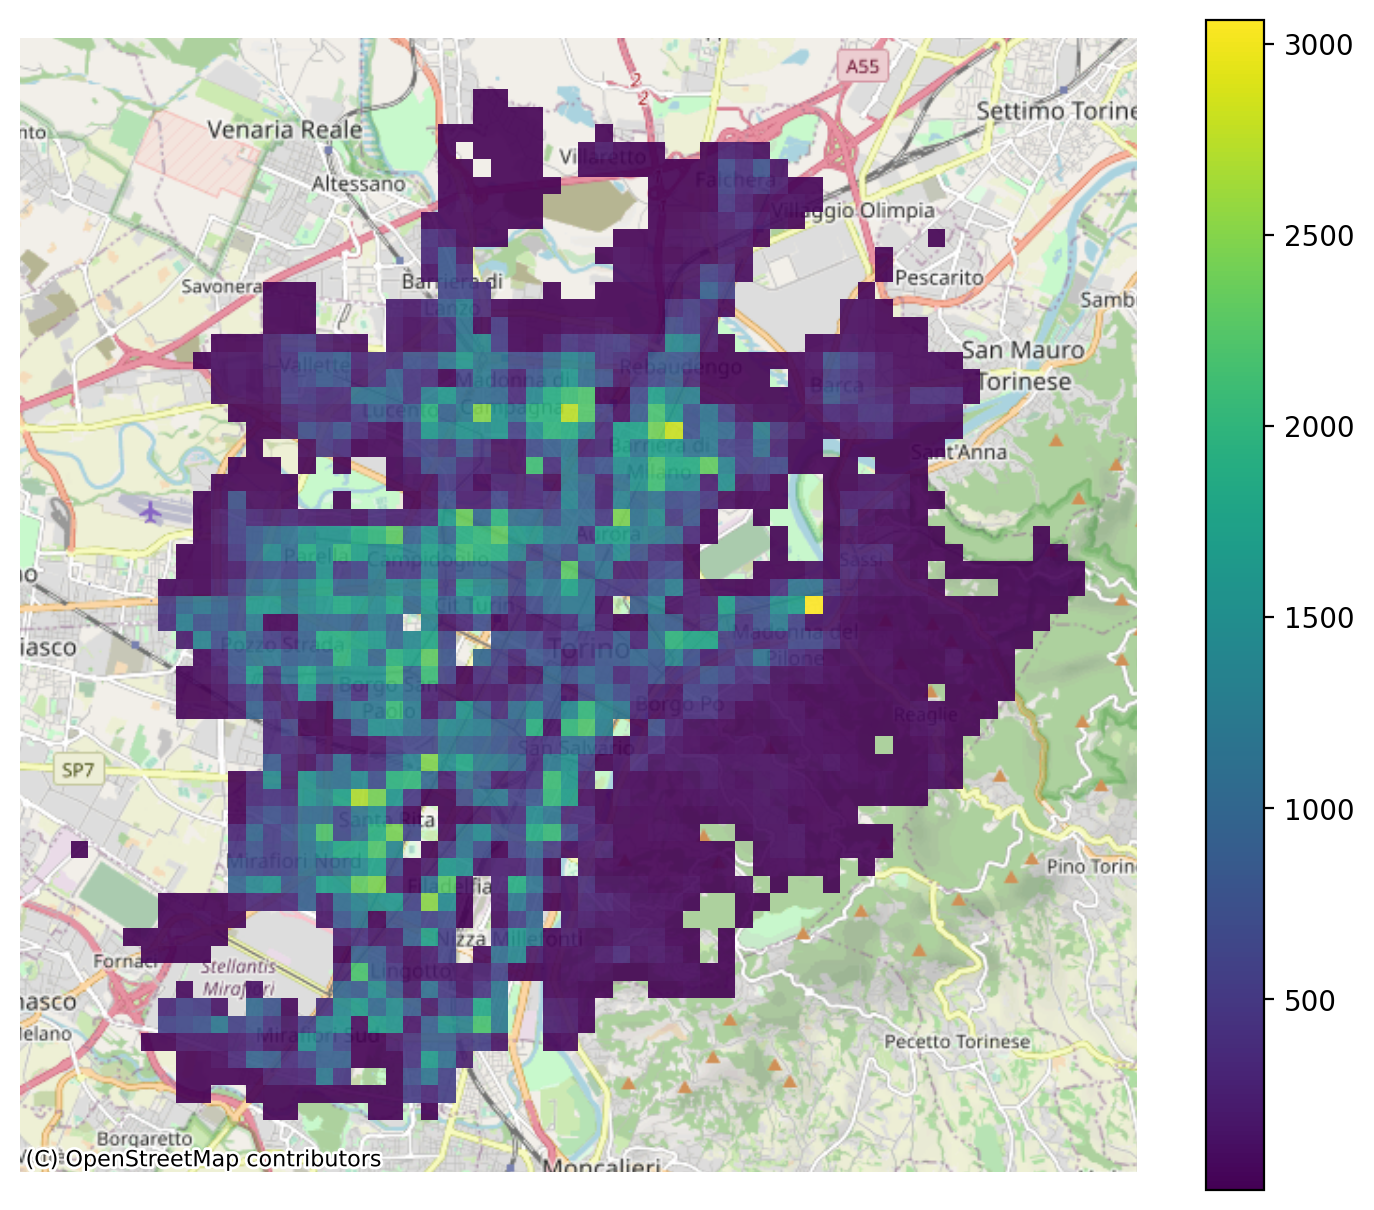 A55
3000
2
2
Settimo Torine
Venaria Reale
nto
Villaretto
Altessano
Falchera
Villaggio Olimpia
2500
Pescarito
Barriera di
Lanzo
Savonera
Samb
San Mauro
Torinese
Vallette
Rebaudengo
Madonna di
Campagna
Barca
Lucento
2000
Barriera di
Milano
Sant'Anna
Aurora
Parella
Campidoglio
Sassi
Cit Turin
1500
Madonna del
Pilone
Pozzo Strada
Torino
iasco
Borgo San
Paolo
Borgo Po
Reaglie
San Salvario
SP7
1000
Santa Rita
Mirafiori Nord
Pino Torin
Filadelfia
Nizza Millefonti
Fornaci
Stellantis
Mirafiori
Lingotto
500
nasco
Mirafiori Sud
Pecetto Torinese
Borgaretto
(C) OpenStreetMap contributors
Moncalieri